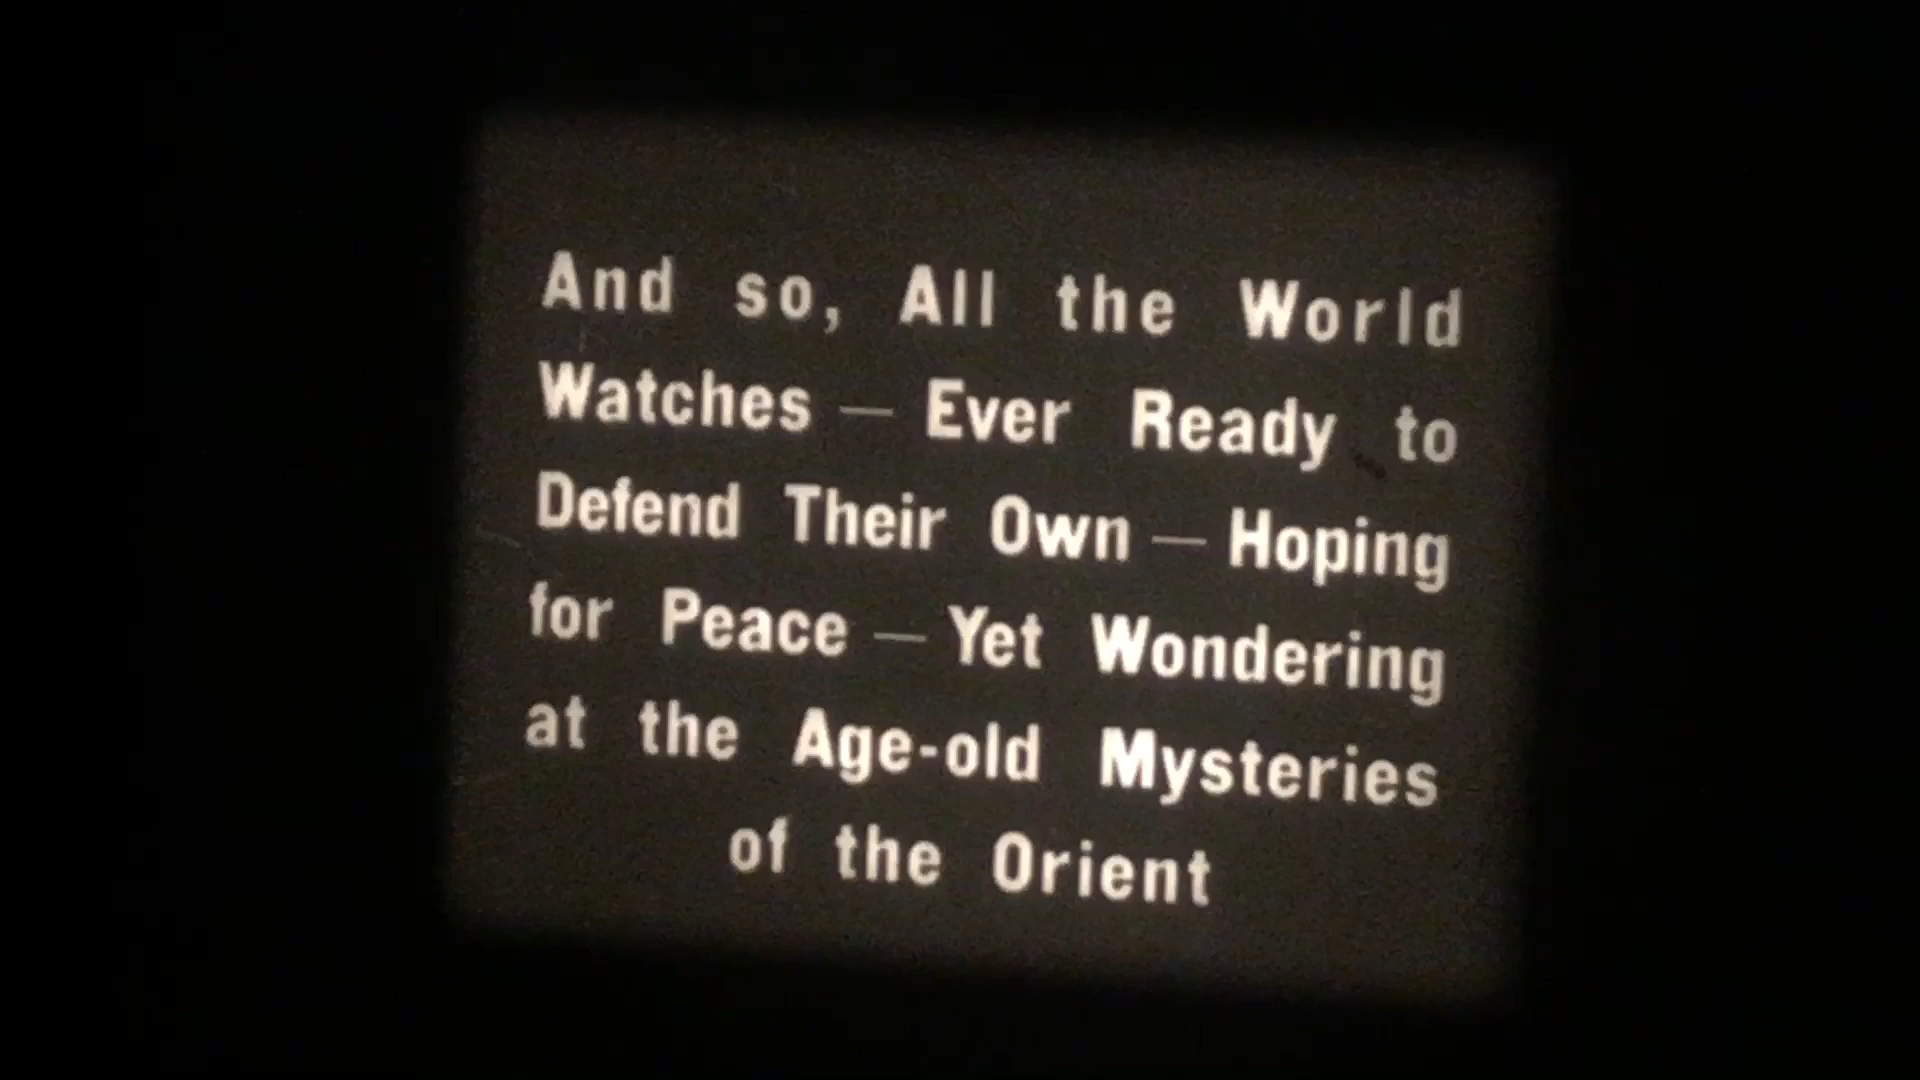 And so, All the World
Watches — Ever Ready to
Defend Their Own — Hoping
for Peace — Yet Wondering
at the Age-old Mysteries
of the Orient